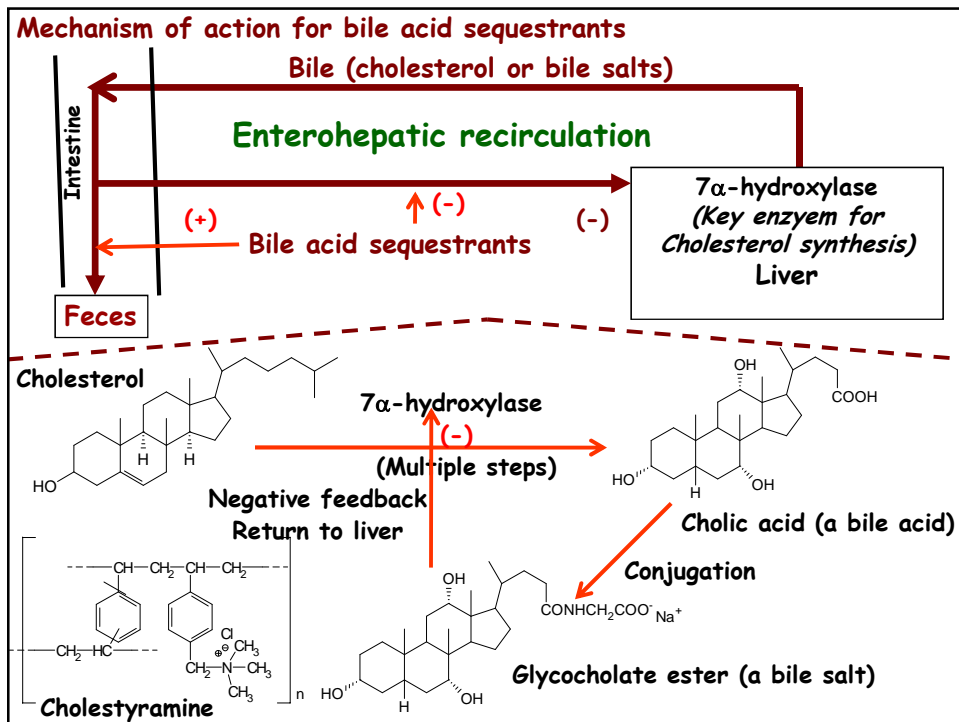 Mechanism of action for bile acid sequestrants
Bile (cholesterol or bile salts)
Intestine
Enterohepatic recirculation
7α-hydroxylase
(Key enzyem for
Cholesterol synthesis)
Liver
(+)
(-)
(-)
Bile acid sequestrants
Feces
Cholesterol
H
H
HO
7α-hydroxylase
(-)
(Multiple steps)
OH
COOH
HO
H
OH
Cholic acid (a bile acid)
Negative feedback
Return to liver
Conjugation
CH
CH2
CH
CH2
CH2
HC
Cl
⊖
⊕
CH3
CH2
N
CH3
CH3
n
Cholestyramine
OH
CONHCH2COO- Na+
HO
H
OH
Glycocholate ester (a bile salt)